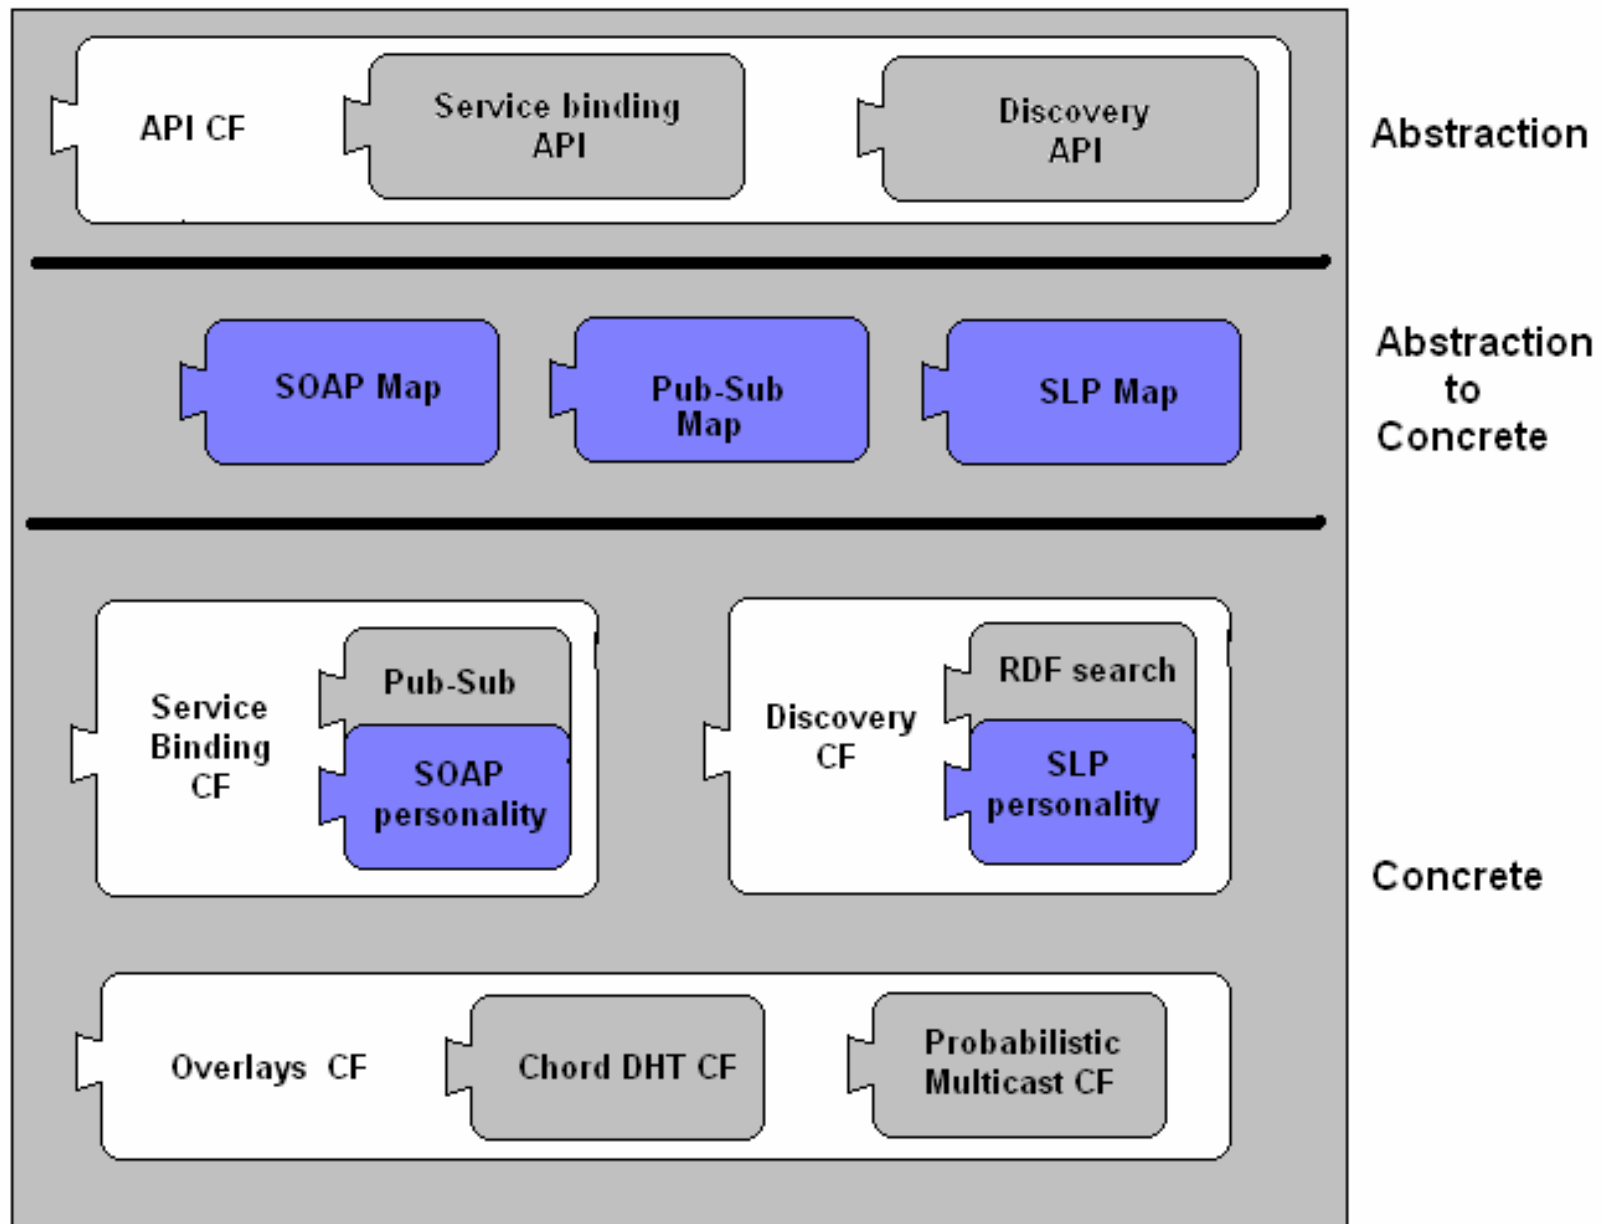 API CF
Service binding
API
Discovery
API
Abstraction
SOAP Map
Pub-Sub
Map
SLP Map
Abstraction
to
Concrete
Service
Binding
CF
Pub-Sub
SOAP
personality
Discovery
CF
RDF search
SLP
personality
Concrete
Overlays CF
Chord DHT CF
Probabilistic
Multicast CF